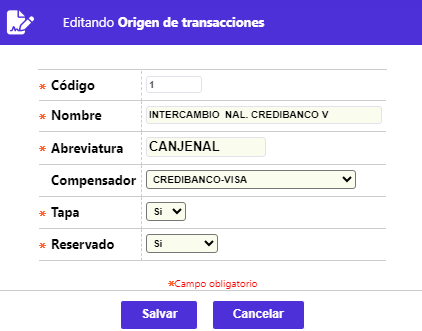 Editando Origen de transacciones
* Código 1
* Nombre INTERCAMBIO NAL. CREDIBANCO V
* Abreviatura CANJENAL
Compensador CREDIBANCO-VISA
* Tapa Si
* Reservado Si
*Campo obligatorio
Salvar Cancelar